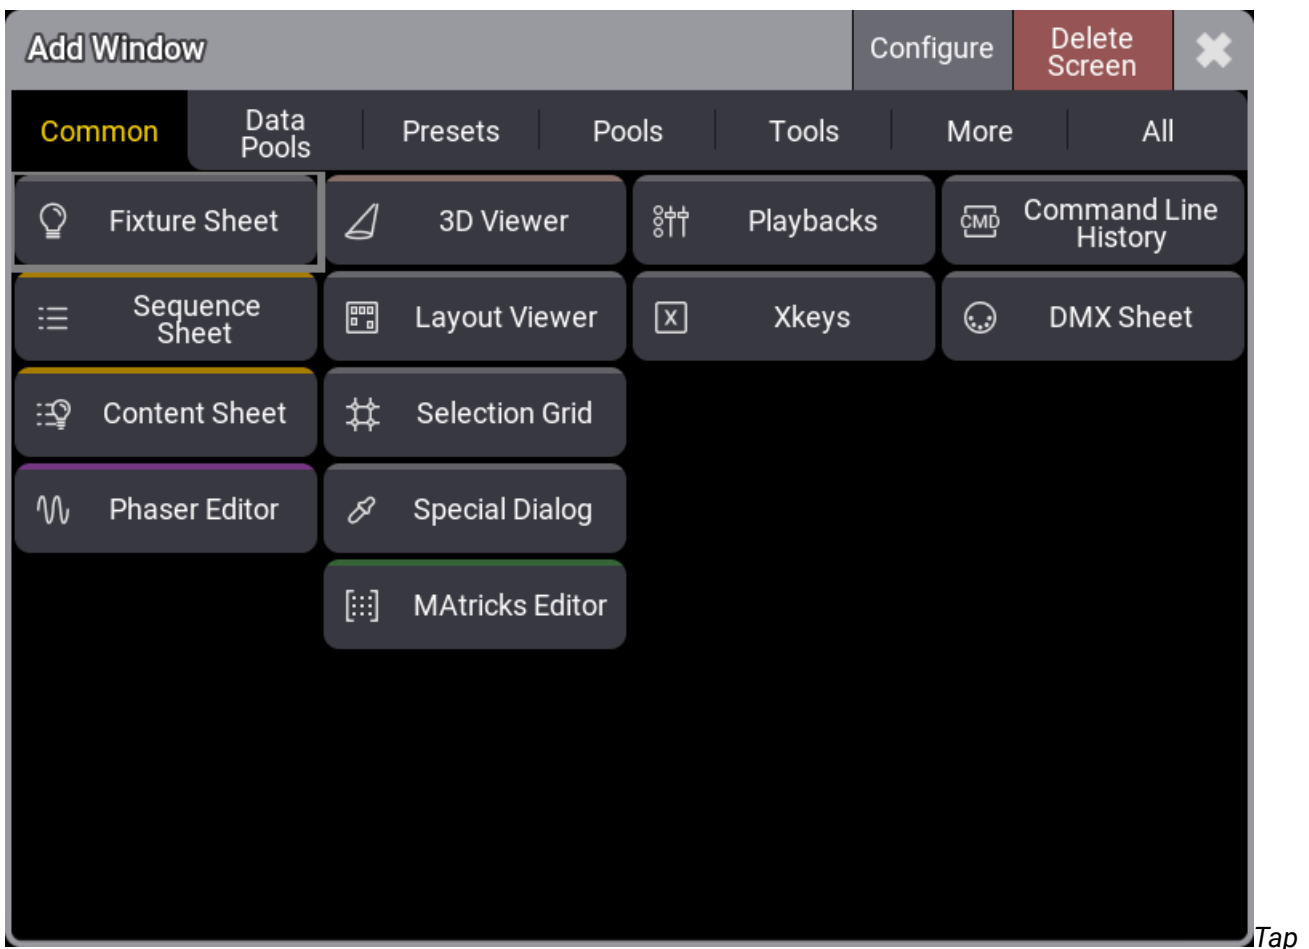 Add Window
Configure
Delete
Screen
Common
Data
Pools
Presets
Pools
Tools
More
All
Fixture Sheet
3D Viewer
Playbacks
CMD
Command Line
History
Sequence
Sheet
Layout Viewer
X
Xkeys
DMX Sheet
Content Sheet
Selection Grid
Phaser Editor
Special Dialog
MAtricks Editor
Tap